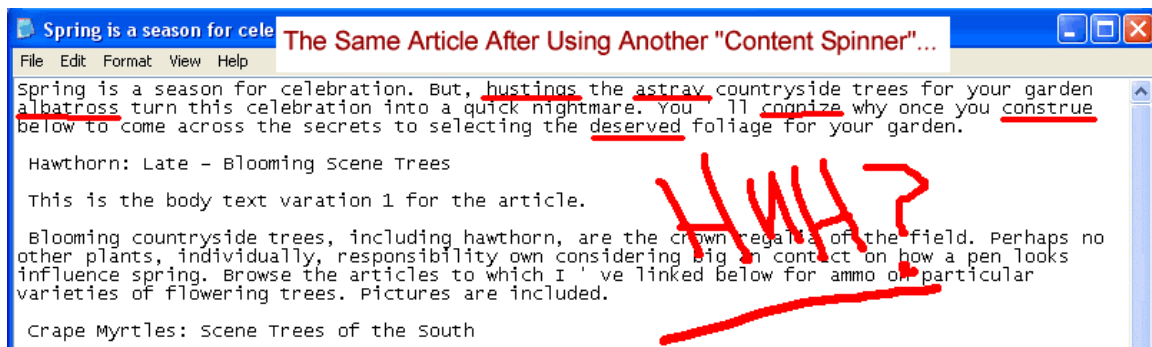 Spring is a season for cele
The Same Article After Using Another "Content Spinner"...
File Edit Format View Help
Spring is a season for celebration. But, hustings the astray countryside trees for your garden
albatross turn this celebration into a quick nightmare. You ' ll cognize why once you construe
below to come across the secrets to selecting the deserved foliage for your garden.
Hawthorn: Late - Blooming Scene Trees
This is the body text varation 1 for the article.
HUH?
Blooming countryside trees, including hawthorn, are the crown regalia of the field. Perhaps no
other plants, individually, responsibility own considering big an contact on how a pen looks
influence spring. Browse the articles to which I ' ve linked below for ammo on particular
varieties of flowering trees. Pictures are included.
Crape Myrtles: Scene Trees of the South